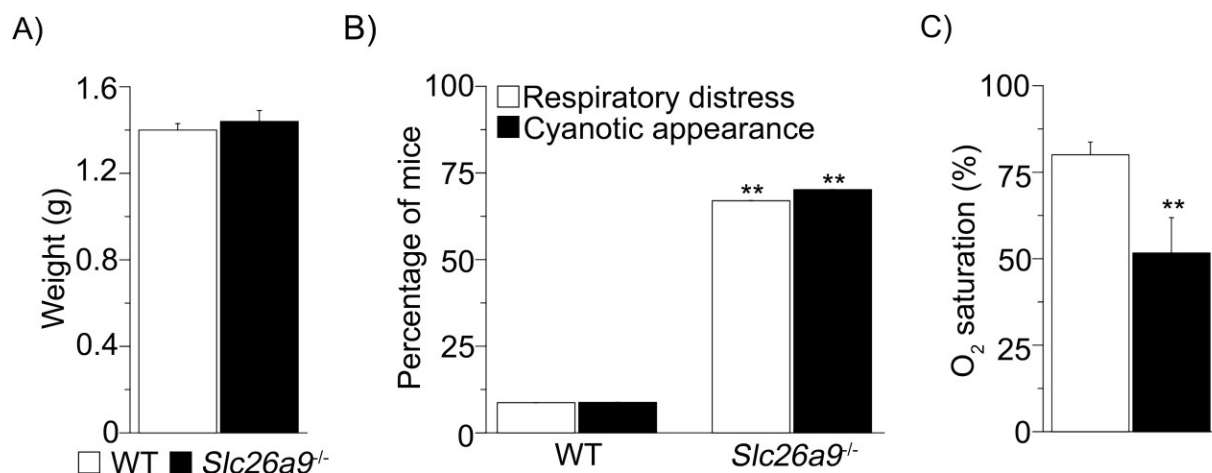 A)
Weight (g)
1.6
1.2
0.8
0.4
0
WT
Slc26a9-/-
B)
Percentage of mice
100
75
50
25
0
Respiratory distress
Cyanotic appearance
**
**
WT
Slc26a9-/-
C)
O2 saturation (%)
100
75
50
25
0
**